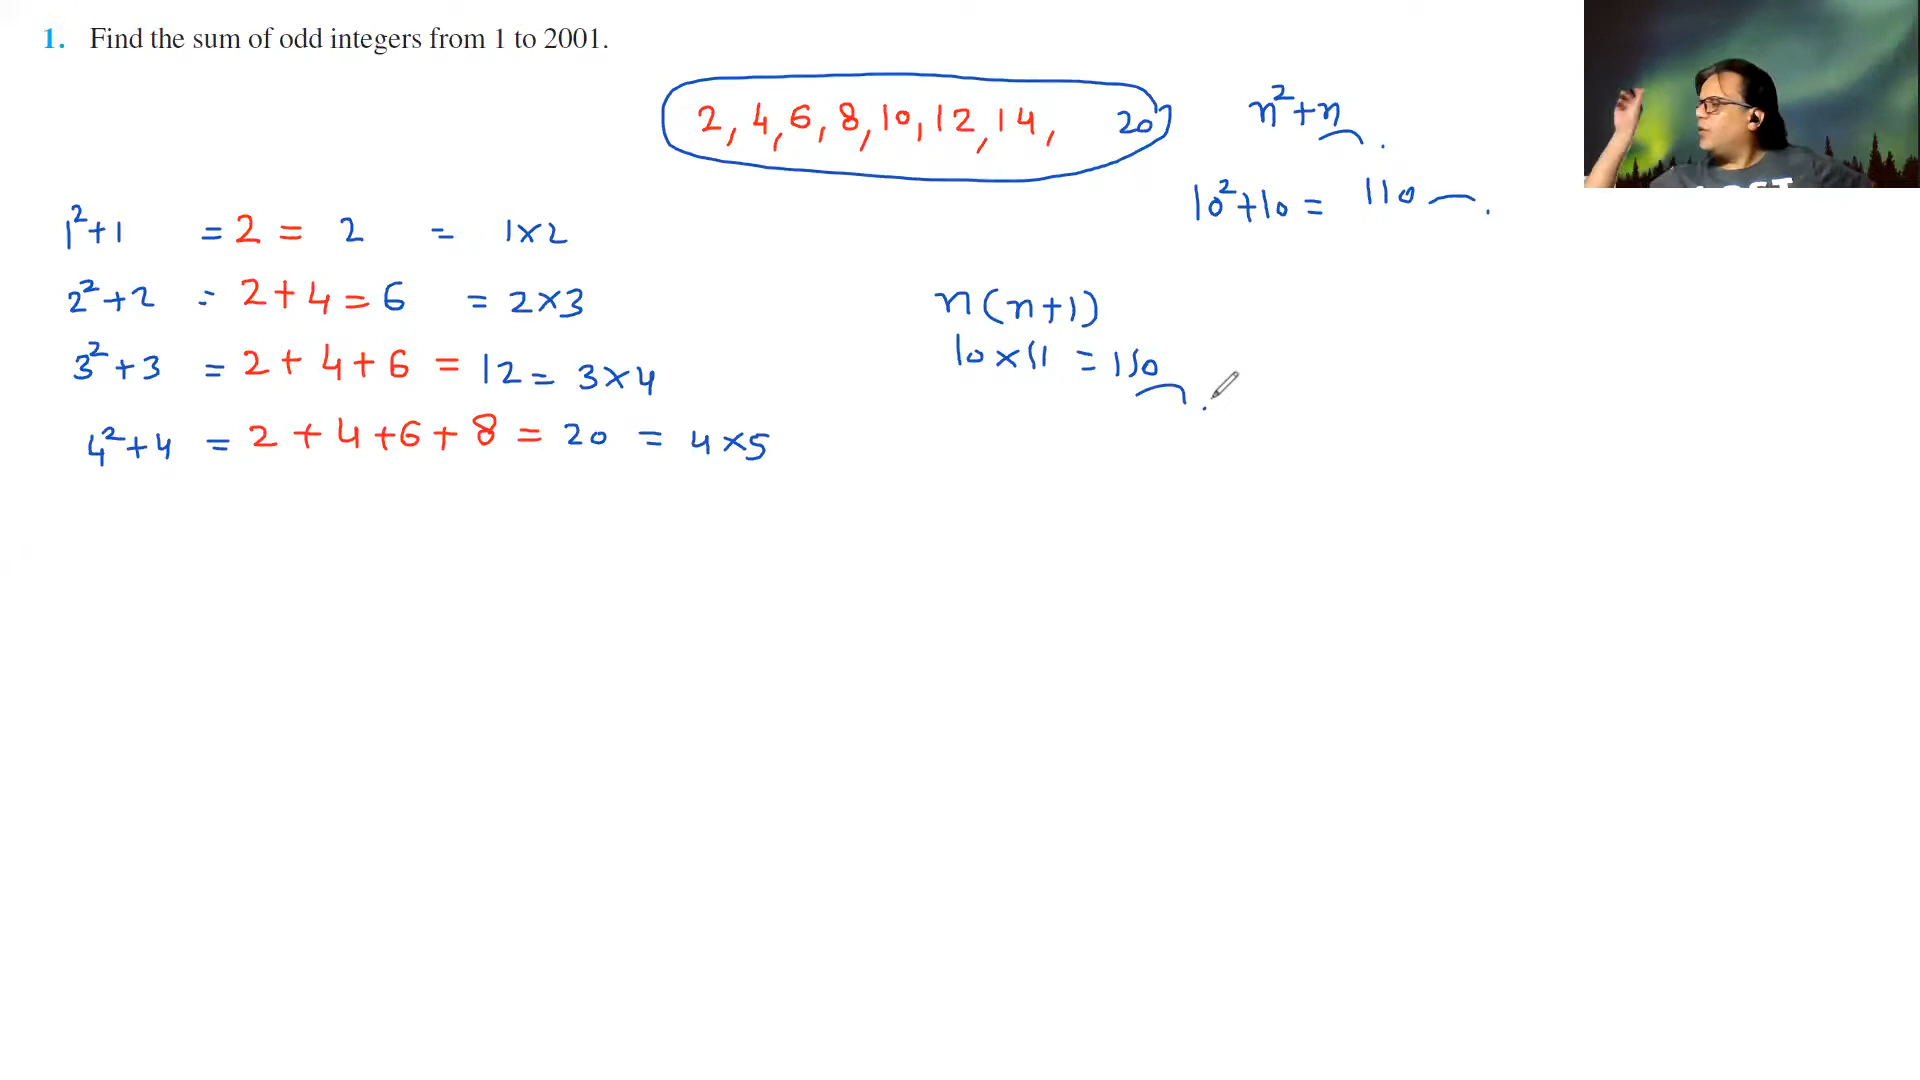 1. Find the sum of odd integers from 1 to 2001.
2, 4, 6, 8, 10, 12, 14, 20
n²+n
10²+10 = 110
1²+1 = 2 = 2 = 1×2
2²+2 = 2+4 = 6 = 2×3
3²+3 = 2+4+6 = 12 = 3×4
4²+4 = 2+4+6+8 = 20 = 4×5
n(n+1)
10×11 = 110